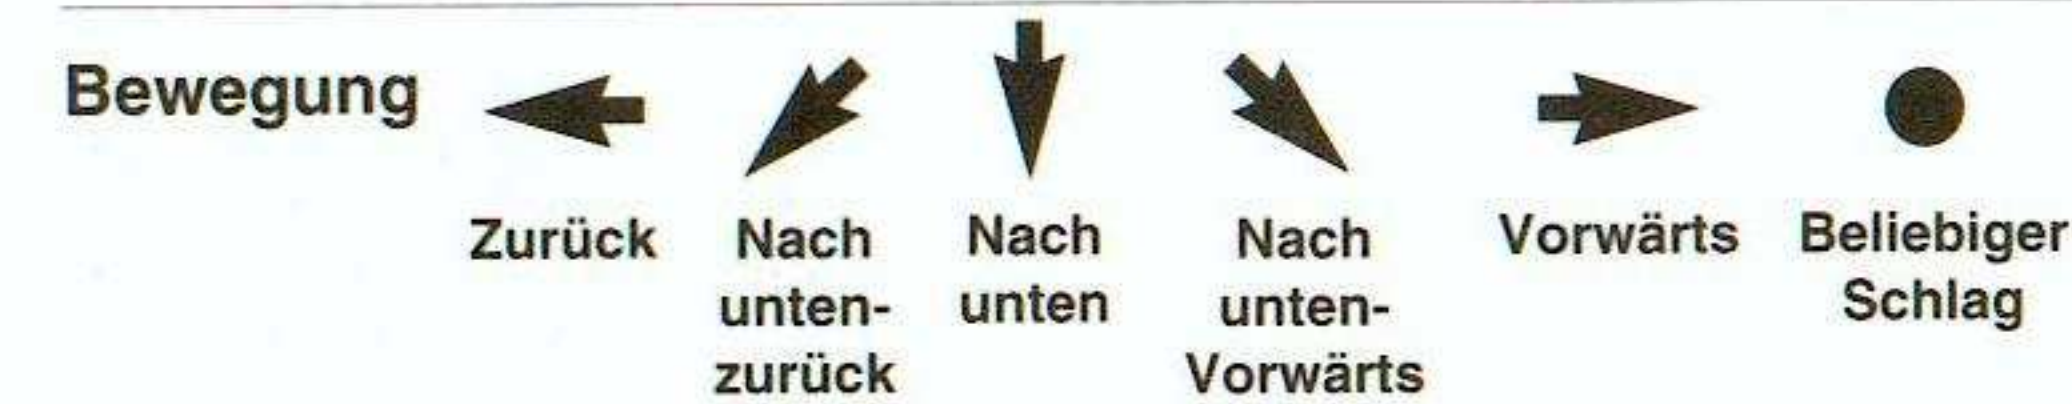 Bewegung
Zurück
Nach
unten-
zurück
Nach
unten
Nach
unten-
Vorwärts
Vorwärts
Beliebiger
Schlag